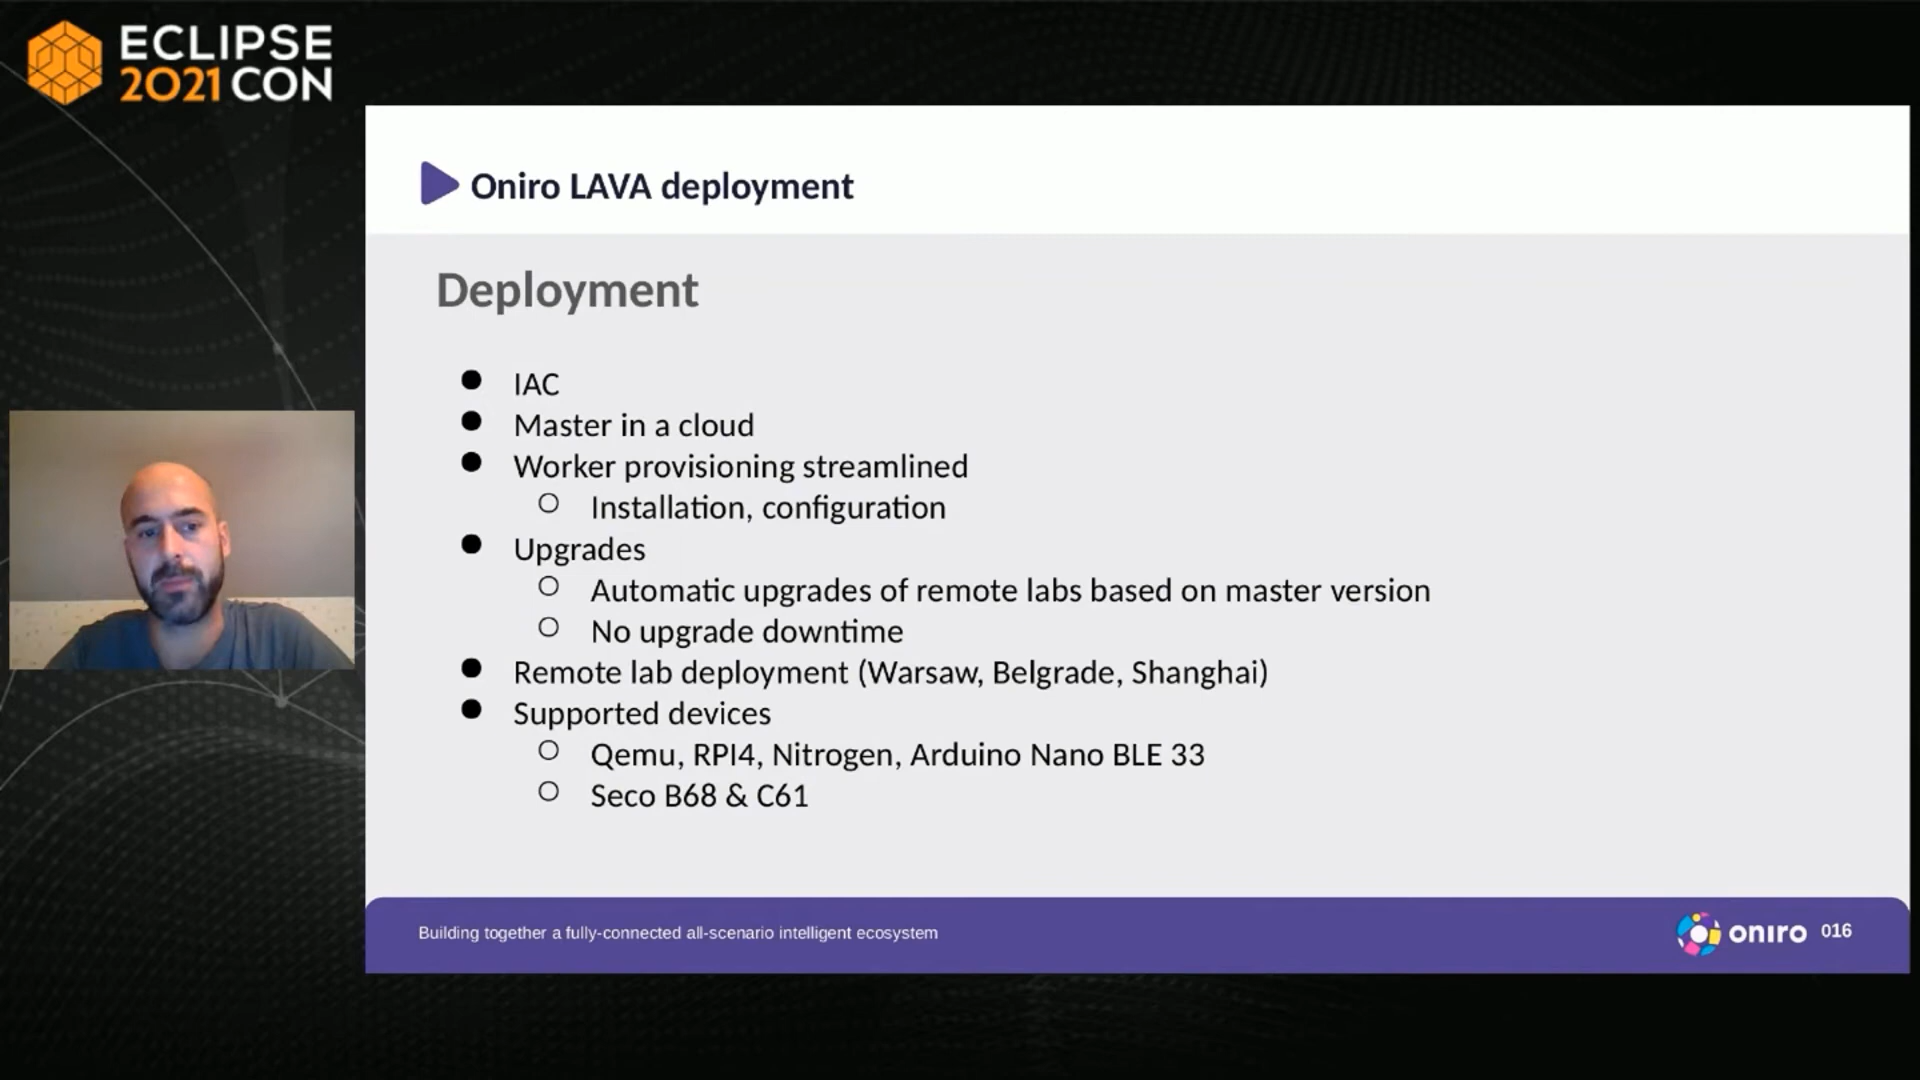 ECLIPSE
2021 CON
Oniro LAVA deployment
Deployment
● IAC
● Master in a cloud
● Worker provisioning streamlined
○ Installation, configuration
● Upgrades
○ Automatic upgrades of remote labs based on master version
○ No upgrade downtime
● Remote lab deployment (Warsaw, Belgrade, Shanghai)
● Supported devices
○ Qemu, RPI4, Nitrogen, Arduino Nano BLE 33
○ Seco B68 & C61
Building together a fully-connected all-scenario intelligent ecosystem
oniro 016